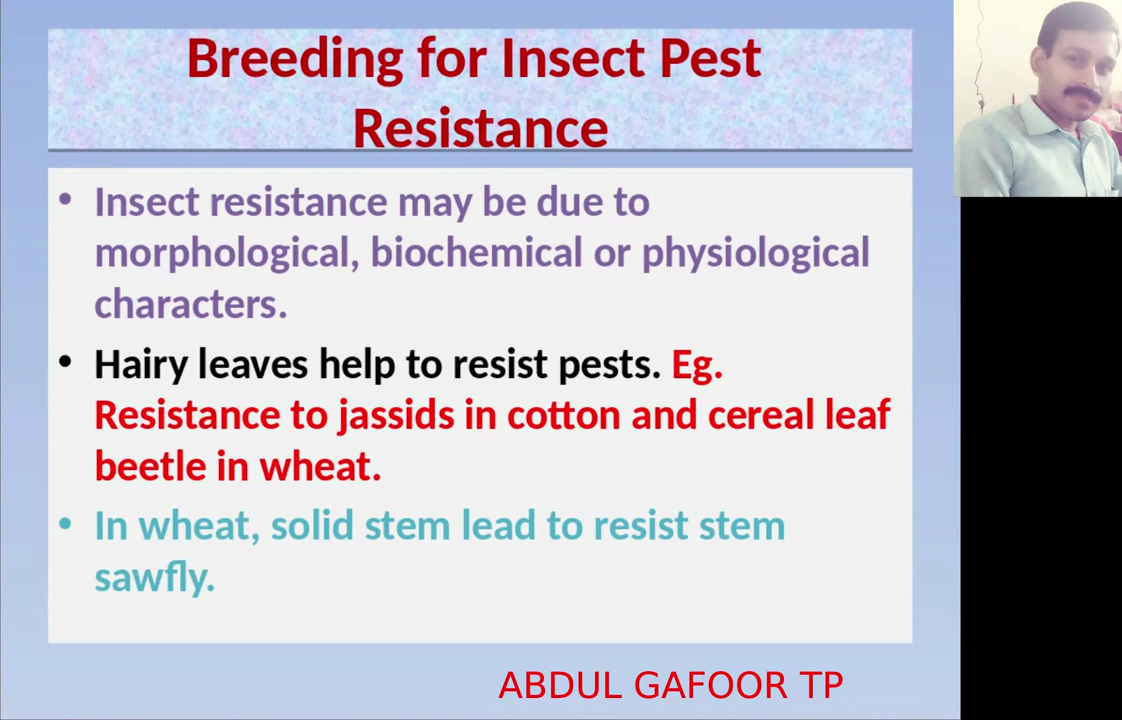 Breeding for Insect Pest
Resistance
• Insect resistance may be due to
morphological, biochemical or physiological
characters.
• Hairy leaves help to resist pests. Eg.
Resistance to jassids in cotton and cereal leaf
beetle in wheat.
• In wheat, solid stem lead to resist stem
sawfly.
ABDUL GAFOOR TP